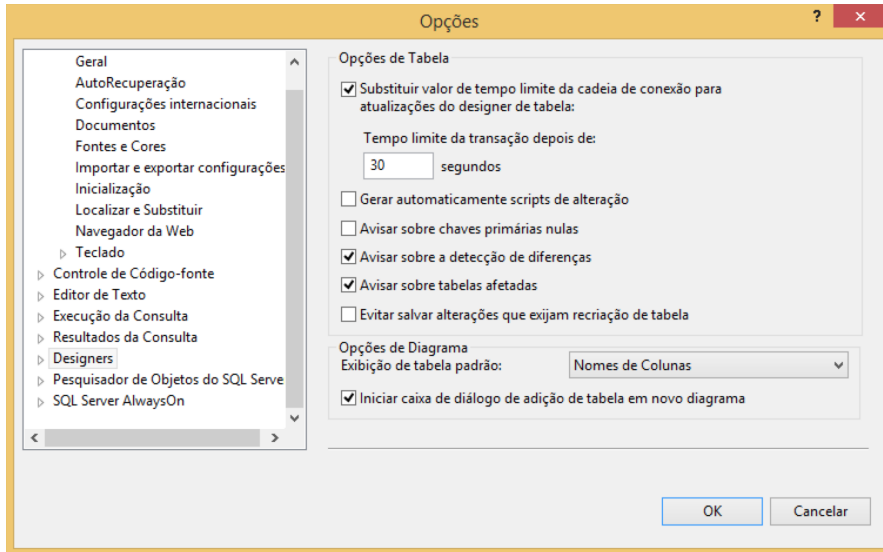 Opções
?
×
Geral
AutoRecuperação
Configurações internacionais
Documentos
Fontes e Cores
Importar e exportar configurações
Inicialização
Localizar e Substituir
Navegador da Web
Teclado
Controle de Código-fonte
Editor de Texto
Execução da Consulta
Resultados da Consulta
Designers
Pesquisador de Objetos do SQL Serve
SQL Server AlwaysOn
Opções de Tabela
Substituir valor de tempo limite da cadeia de conexão para
atualizações do designer de tabela:
Tempo limite da transação depois de:
30 segundos
Gerar automaticamente scripts de alteração
Avisar sobre chaves primárias nulas
Avisar sobre a detecção de diferenças
Avisar sobre tabelas afetadas
Evitar salvar alterações que exijam recriação de tabela
Opções de Diagrama
Exibição de tabela padrão: Nomes de Colunas
Iniciar caixa de diálogo de adição de tabela em novo diagrama
OK Cancelar